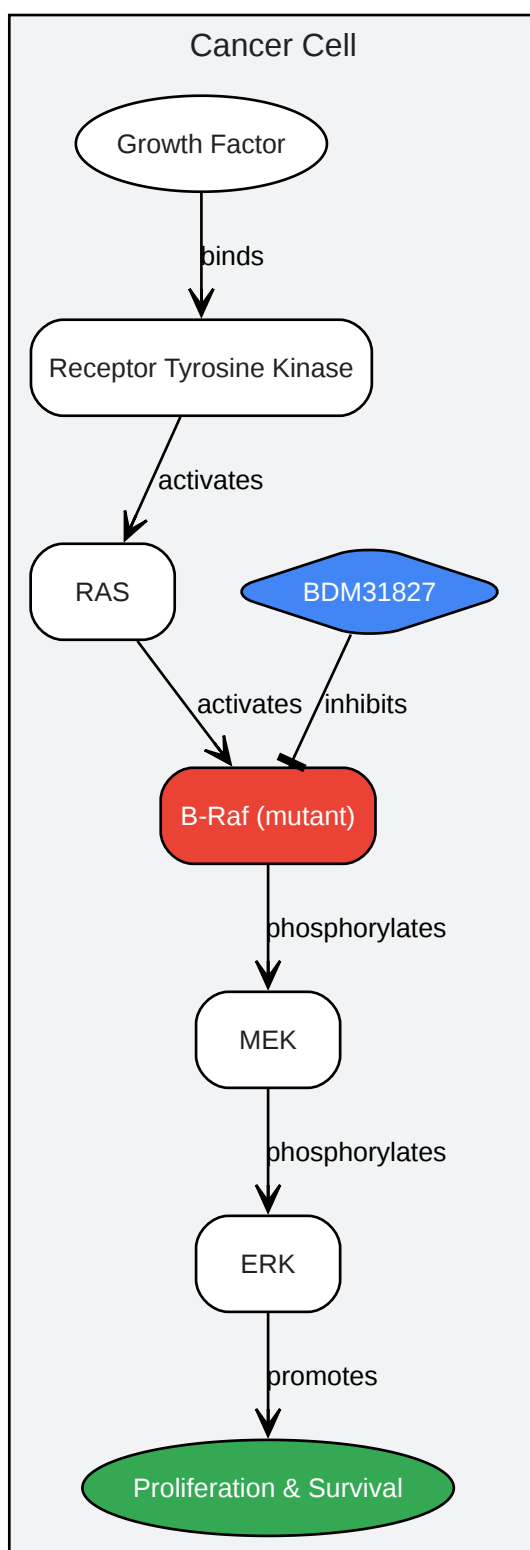 Cancer Cell
Growth Factor
binds
Receptor Tyrosine Kinase
activates
RAS
BDM31827
activates
inhibits
B-Raf (mutant)
phosphorylates
MEK
phosphorylates
ERK
promotes
Proliferation & Survival